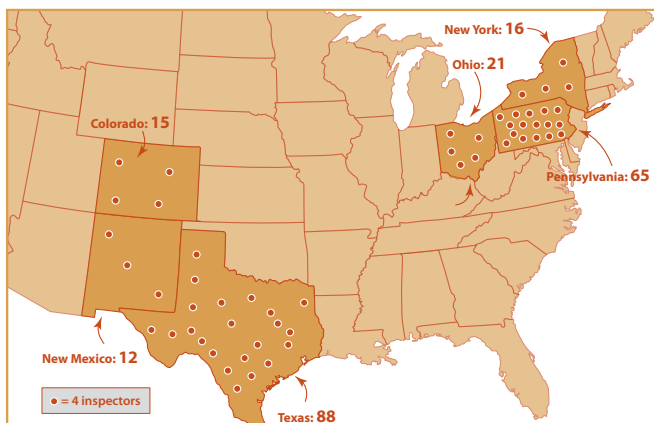 New York: 16
Ohio: 21
Colorado: 15
Pennsylvania: 65
New Mexico: 12
= 4 inspectors
Texas: 88